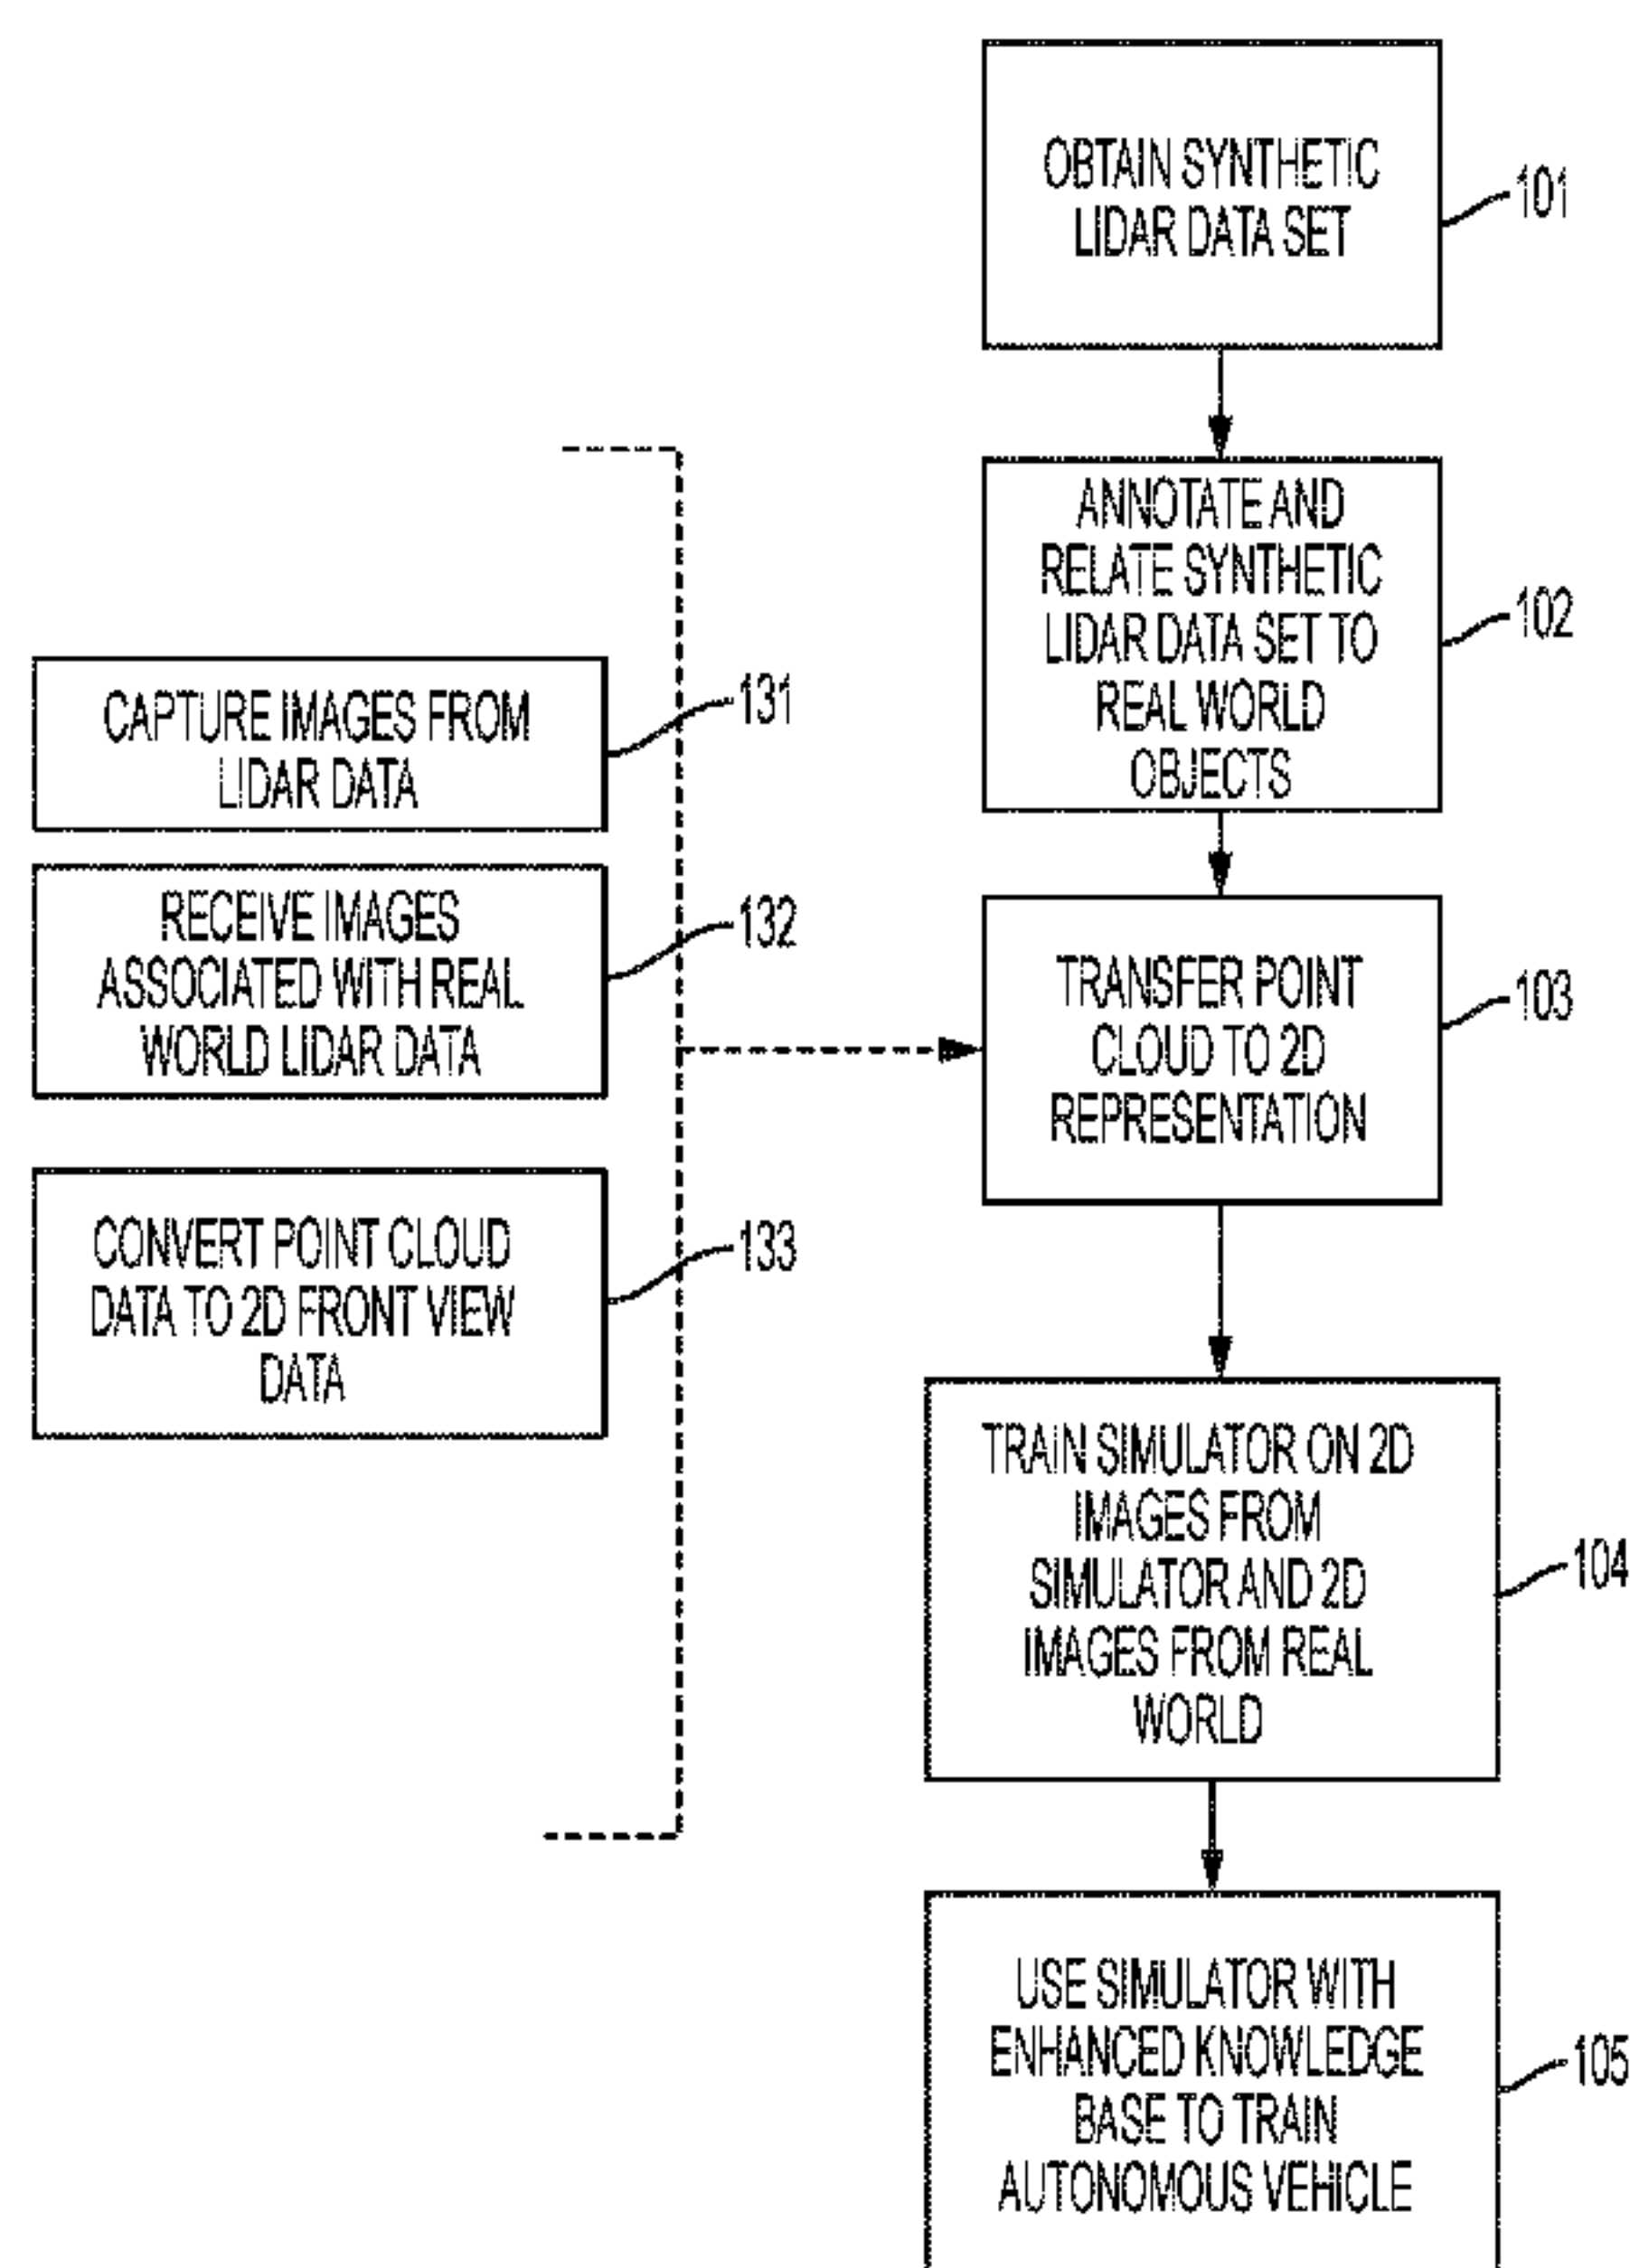 OBTAIN SYNTHETIC
LIDAR DATA SET
101
ANNOTATE AND
RELATE SYNTHETIC
LIDAR DATA SET TO
REAL WORLD
OBJECTS
102
CAPTURE IMAGES FROM
LIDAR DATA
131
RECEIVE IMAGES
ASSOCIATED WITH REAL
WORLD LIDAR DATA
132
CONVERT POINT CLOUD
DATA TO 2D FRONT VIEW
DATA
133
TRANSFER POINT
CLOUD TO 2D
REPRESENTATION
103
TRAIN SIMULATOR ON 2D
IMAGES FROM
SIMULATOR AND 2D
IMAGES FROM REAL
WORLD
104
USE SIMULATOR WITH
ENHANCED KNOWLEDGE
BASE TO TRAIN
AUTONOMOUS VEHICLE
105